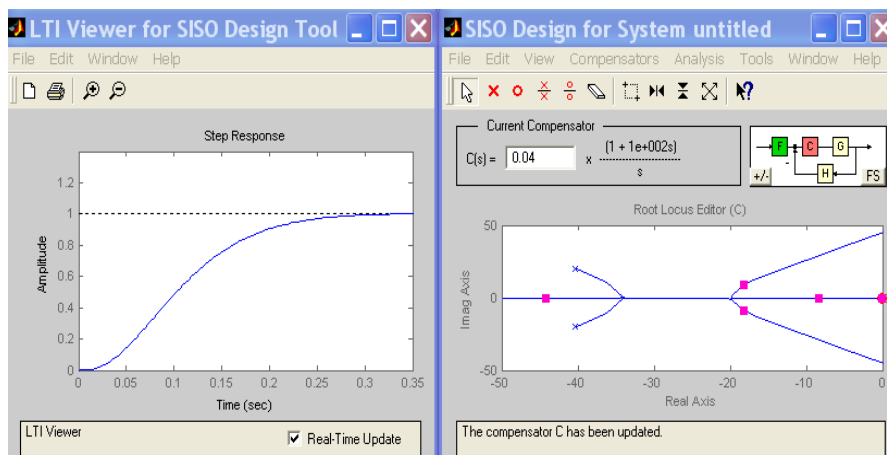 LTI Viewer for SISO Design Tool
File Edit Window Help
Step Response
1.2
1
0.8
0.6
0.4
0.2
0
Amplitude
0 0.05 0.1 0.15 0.2 0.25 0.3 0.35
Time (sec)
LTI Viewer
Real-Time Update
SISO Design for System untitled
File Edit View Compensators Analysis Tools Window Help
Current Compensator
C(s) = 0.04 x (1 + 1e+002s)
s
F C G
H
+/- FS
Root Locus Editor (C)
50
0
-50
Imag Axis
-50 -40 -30 -20 -10 0
Real Axis
The compensator C has been updated.